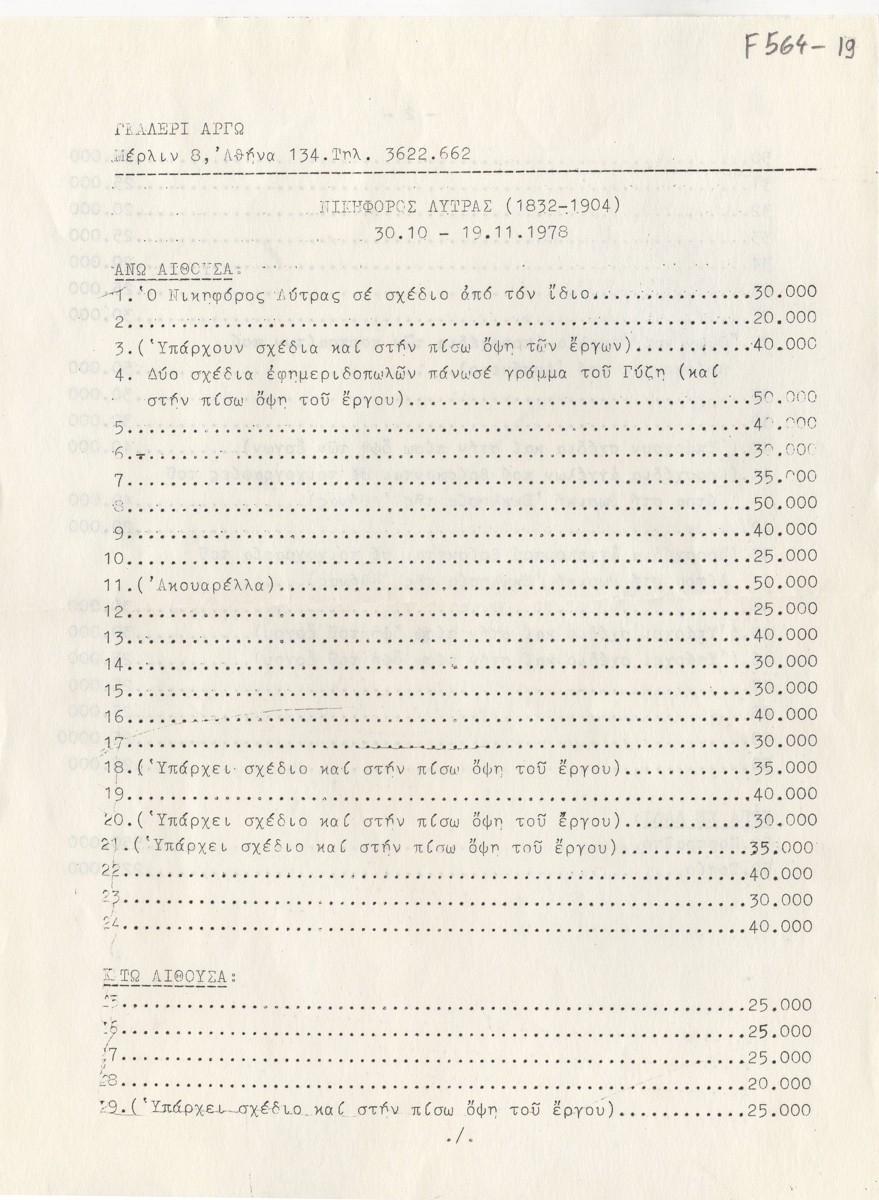 F564-19
ΓΚΑΛΕΡΙ ΑΡΓΩ
Μέρλιν 8, Ἀθήνα 134. Τηλ. 3622.662
ΝΙΚΗΦΟΡΟΣ ΛΥΤΡΑΣ (1832-1904)
30.10 - 19.11.1978
ΑΝΩ ΑΙΘΟΥΣΑ:
1. Ὁ Νικηφόρος Λύτρας σέ σχέδιο ἀπό τόν ἴδιο...............30.000
2...............20.000
3.(Ὑπάρχουν σχέδια καί στήν πίσω ὄψη τῶν ἔργων)...............40.000
4. Δύο σχέδια ἐφημεριδοπωλῶν πάνωσέ γράμμα τοῦ Γύζη (καί
στήν πίσω ὄψη τοῦ ἔργου)...............50.000
5...............40.000
6...............30.000
7...............35.000
8...............50.000
9...............40.000
10...............25.000
11.(Ἀκουαρέλλα)...............50.000
12...............25.000
13...............40.000
14...............30.000
15...............30.000
16...............40.000
17...............30.000
18.(Ὑπάρχει σχέδιο καί στήν πίσω ὄψη τοῦ ἔργου)...............35.000
19...............40.000
20.(Ὑπάρχει σχέδιο καί στήν πίσω ὄψη τοῦ ἔργου)...............30.000
21.(Ὑπάρχει σχέδιο καί στήν πίσω ὄψη τοῦ ἔργου)...............35.000
22...............40.000
23...............30.000
24...............40.000
ΚΑΤΩ ΑΙΘΟΥΣΑ:
25...............25.000
26...............25.000
27...............25.000
28...............20.000
29.(Ὑπάρχει σχέδιο καί στήν πίσω ὄψη τοῦ ἔργου)...............25.000
./.